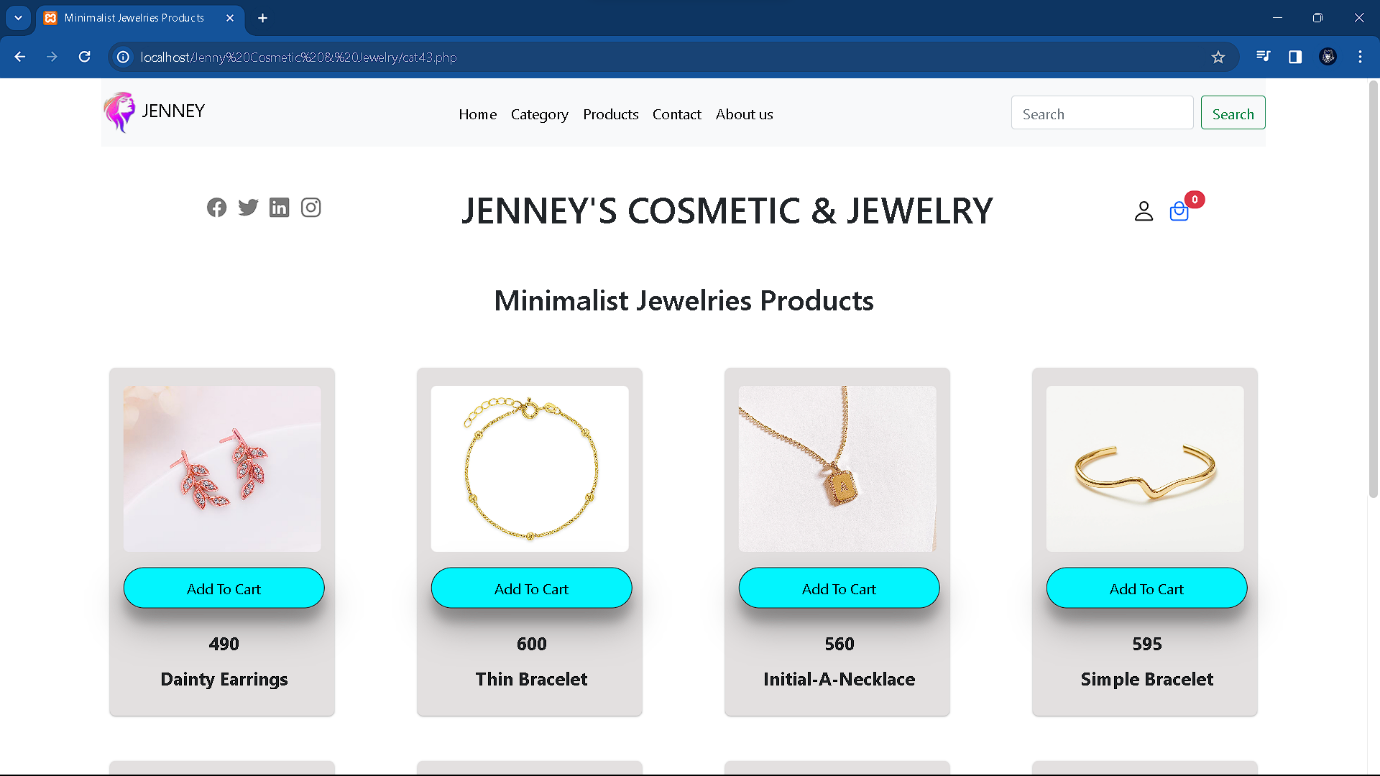 Minimalist Jewelries Products
localhost/Jenny%20Cosmetic%20&%20Jewelry/cat43.php
JENNEY
Home Category Products Contact About us
Search Search
JENNEY'S COSMETIC & JEWELRY
0
Minimalist Jewelries Products
A
Add To Cart Add To Cart Add To Cart Add To Cart
490 600 560 595
Dainty Earrings Thin Bracelet Initial-A-Necklace Simple Bracelet